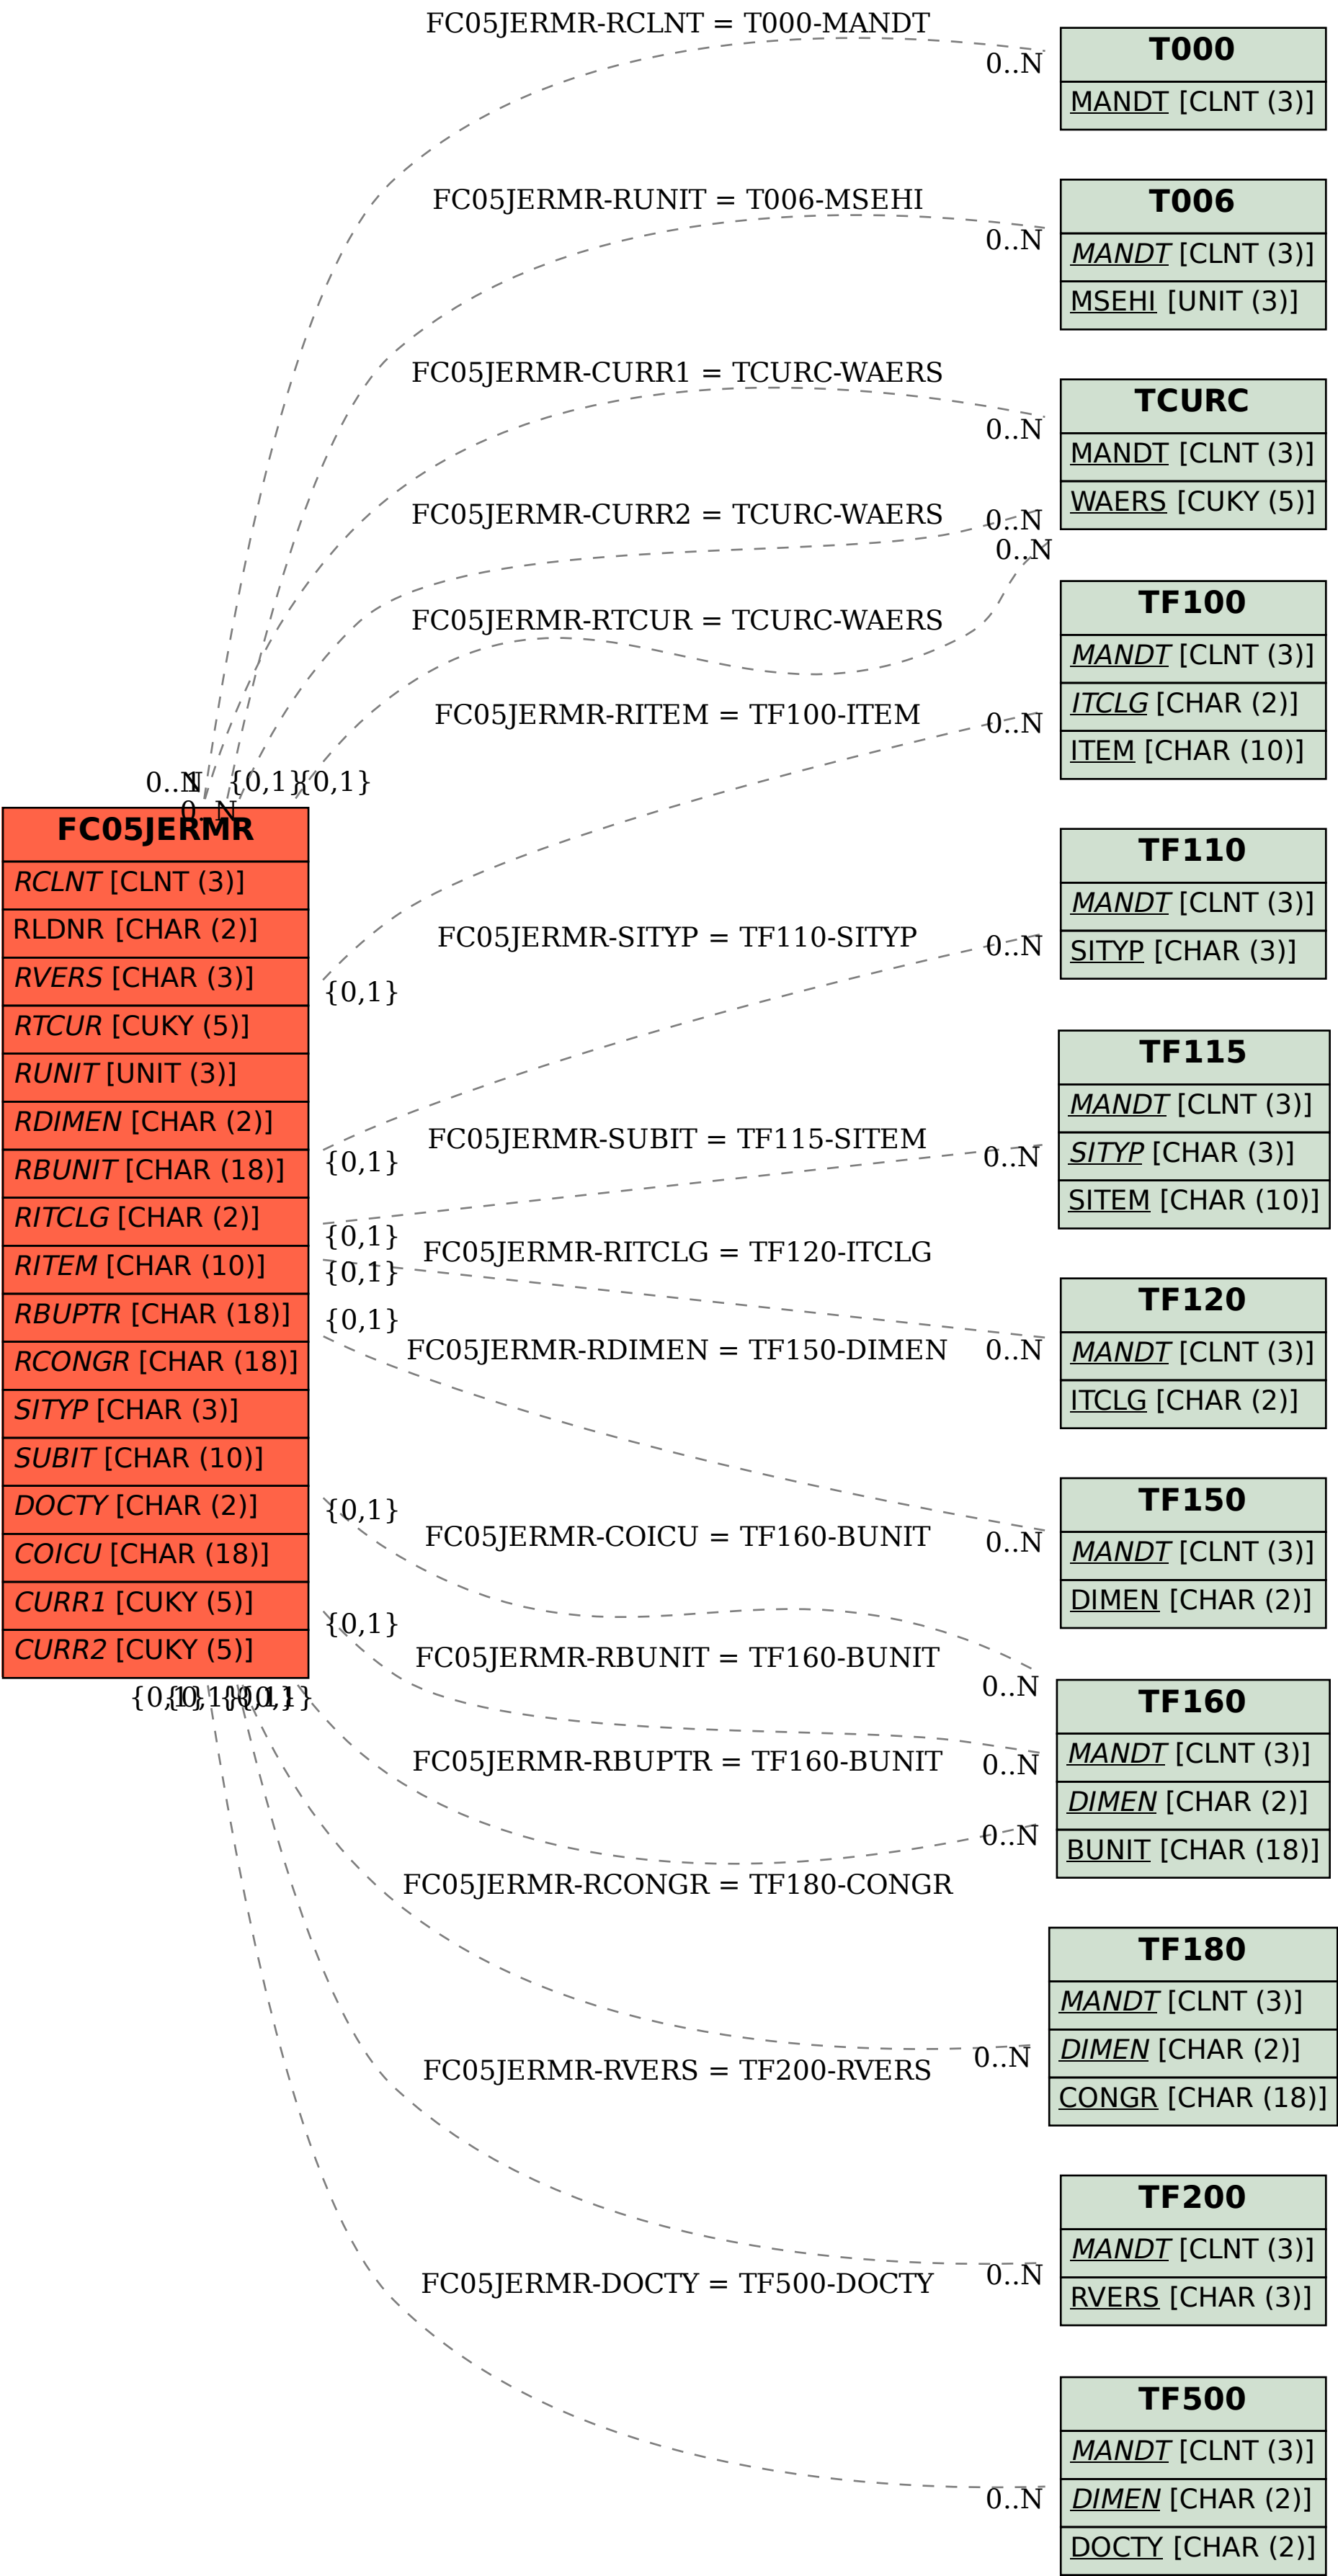 FC05JERMR-RCLNT = T000-MANDT
0..N
T000
MANDT [CLNT (3)]
FC05JERMR-RUNIT = T006-MSEHI
0..N
T006
MANDT [CLNT (3)]
MSEHI [UNIT (3)]
FC05JERMR-CURR1 = TCURC-WAERS
0..N
TCURC
MANDT [CLNT (3)]
WAERS [CUKY (5)]
FC05JERMR-CURR2 = TCURC-WAERS
0..N
0..N
FC05JERMR-RTCUR = TCURC-WAERS
TF100
MANDT [CLNT (3)]
ITCLG [CHAR (2)]
ITEM [CHAR (10)]
FC05JERMR-RITEM = TF100-ITEM
0..N
0..N
1
{0,1}
{0,1}
0..N
FC05JERMR
RCLNT [CLNT (3)]
RLDNR [CHAR (2)]
RVERS [CHAR (3)]
RTCUR [CUKY (5)]
RUNIT [UNIT (3)]
RDIMEN [CHAR (2)]
RBUNIT [CHAR (18)]
RITCLG [CHAR (2)]
RITEM [CHAR (10)]
RBUPTR [CHAR (18)]
RCONGR [CHAR (18)]
SITYP [CHAR (3)]
SUBIT [CHAR (10)]
DOCTY [CHAR (2)]
COICU [CHAR (18)]
CURR1 [CUKY (5)]
CURR2 [CUKY (5)]
{0,1}
TF110
MANDT [CLNT (3)]
SITYP [CHAR (3)]
FC05JERMR-SITYP = TF110-SITYP
0..N
{0,1}
TF115
MANDT [CLNT (3)]
SITYP [CHAR (3)]
SITEM [CHAR (10)]
FC05JERMR-SUBIT = TF115-SITEM
0..N
{0,1}
FC05JERMR-RITCLG = TF120-ITCLG
{0,1}
0..N
TF120
MANDT [CLNT (3)]
ITCLG [CHAR (2)]
{0,1}
FC05JERMR-RDIMEN = TF150-DIMEN
0..N
TF150
MANDT [CLNT (3)]
DIMEN [CHAR (2)]
{0,1}
FC05JERMR-COICU = TF160-BUNIT
0..N
{0,1}
FC05JERMR-RBUNIT = TF160-BUNIT
0..N
TF160
MANDT [CLNT (3)]
DIMEN [CHAR (2)]
BUNIT [CHAR (18)]
{0,1}
{0,1}
{0,1}
{0,1}
FC05JERMR-RBUPTR = TF160-BUNIT
0..N
FC05JERMR-RCONGR = TF180-CONGR
0..N
TF180
MANDT [CLNT (3)]
DIMEN [CHAR (2)]
CONGR [CHAR (18)]
FC05JERMR-RVERS = TF200-RVERS
0..N
TF200
MANDT [CLNT (3)]
RVERS [CHAR (3)]
FC05JERMR-DOCTY = TF500-DOCTY
0..N
TF500
MANDT [CLNT (3)]
DIMEN [CHAR (2)]
DOCTY [CHAR (2)]